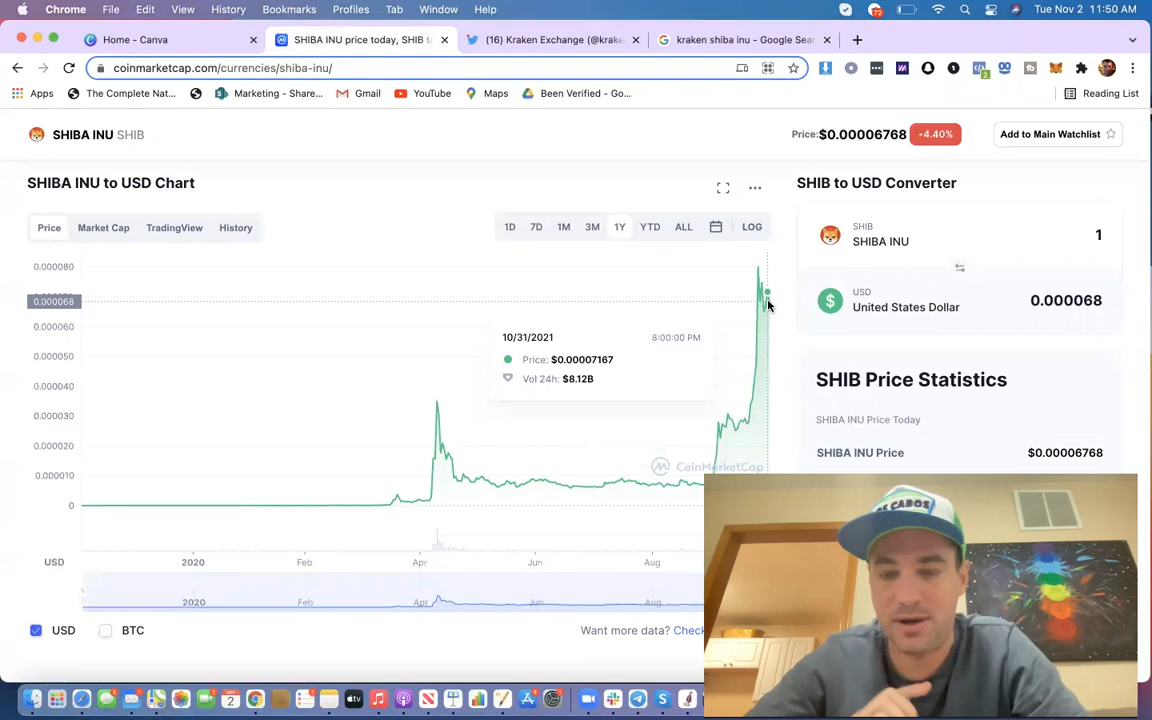 Chrome File Edit View History Bookmarks Profiles Tab Window Help 72 Tue Nov 2 11:50 AM
Home - Canva SHIBA INU price today, SHIB t (16) Kraken Exchange (@krake kraken shiba inu - Google Sear
coinmarketcap.com/currencies/shiba-inu/ 2
Apps The Complete Nat... Marketing - Share... Gmail YouTube Maps Been Verified - Go... Reading List
SHIBA INU SHIB Price: $0.00006768 -4.40% Add to Main Watchlist
SHIBA INU to USD Chart
Price Market Cap TradingView History
1D 7D 1M 3M 1Y YTD ALL LOG
0.000080
0.000068
0.000060
0.000050
0.000040
0.000030
0.000020
0.000010
0
10/31/2021 8:00:00 PM
Price: $0.00007167
Vol 24h: $8.12B
CoinMarketCap
USD 2020 Feb Apr Jun Aug
2020 Feb Apr Jun Aug
USD BTC
Want more data? Check
SHIB to USD Converter
SHIB
SHIBA INU 1
USD
United States Dollar 0.000068
SHIB Price Statistics
SHIBA INU Price Today
SHIBA INU Price $0.00006768
OS CABOS